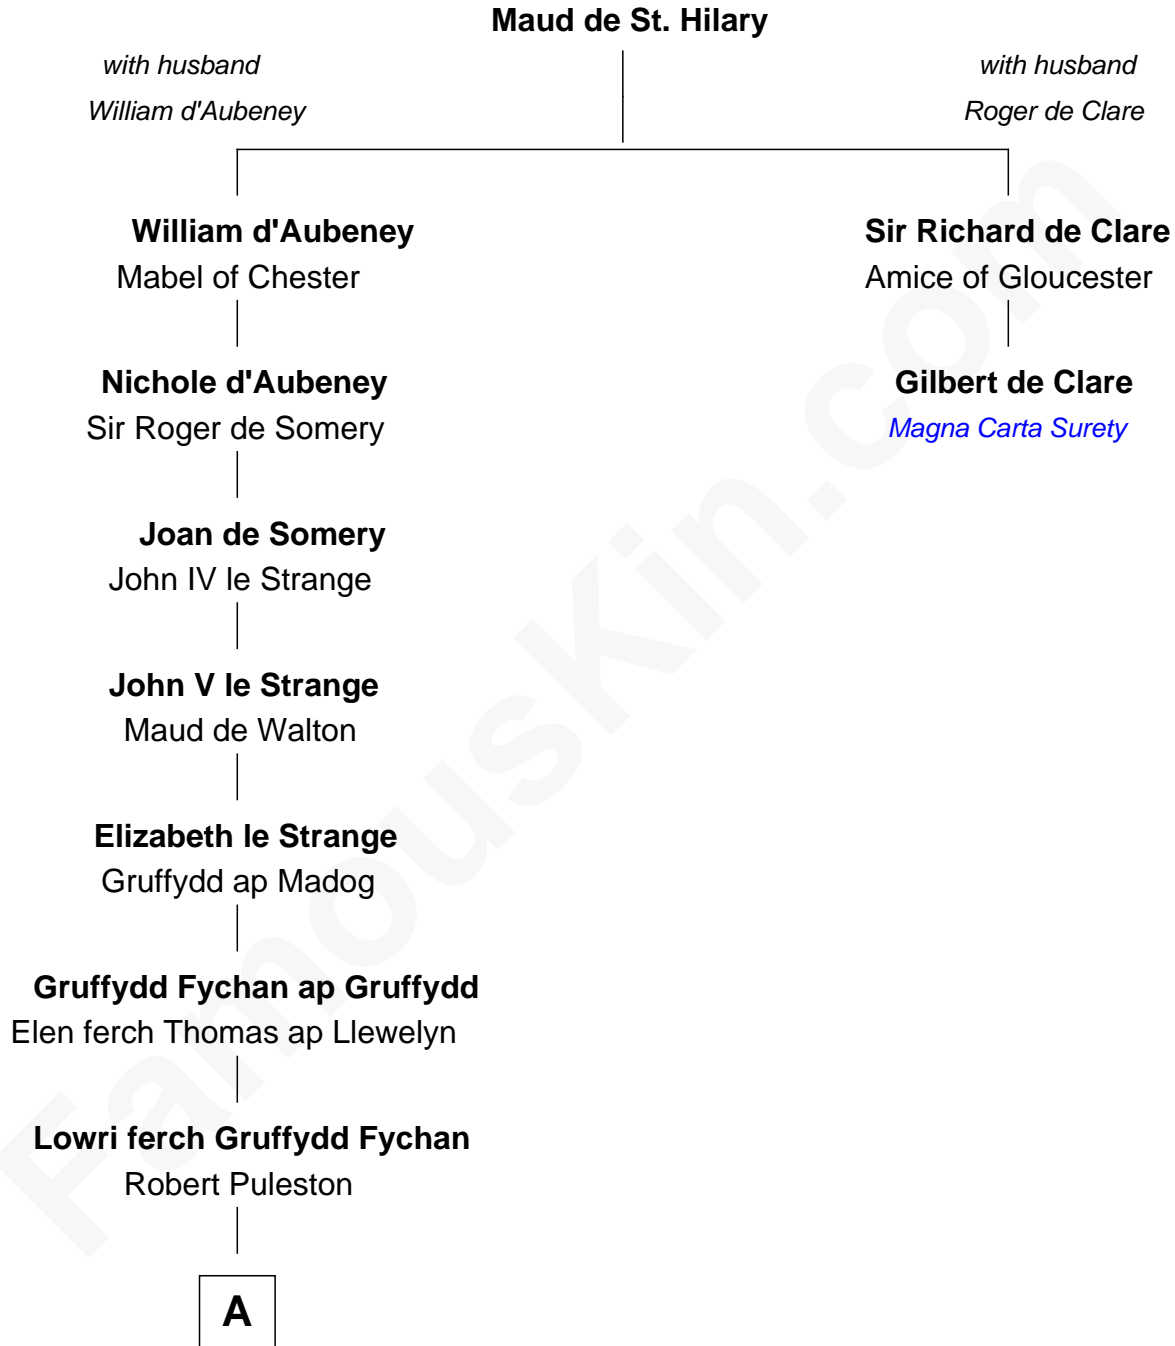 Maud de St. Hilary
with husband
William d'Aubeney
with husband
Roger de Clare
William d'Aubeney
Mabel of Chester
Sir Richard de Clare
Amice of Gloucester
Nichole d'Aubeney
Sir Roger de Somery
Gilbert de Clare
Magna Carta Surety
Joan de Somery
John IV le Strange
John V le Strange
Maud de Walton
Elizabeth le Strange
Gruffydd ap Madog
Gruffydd Fychan ap Gruffydd
Elen ferch Thomas ap Llewelyn
Lowri ferch Gruffydd Fychan
Robert Puleston
A
FamousKin.com